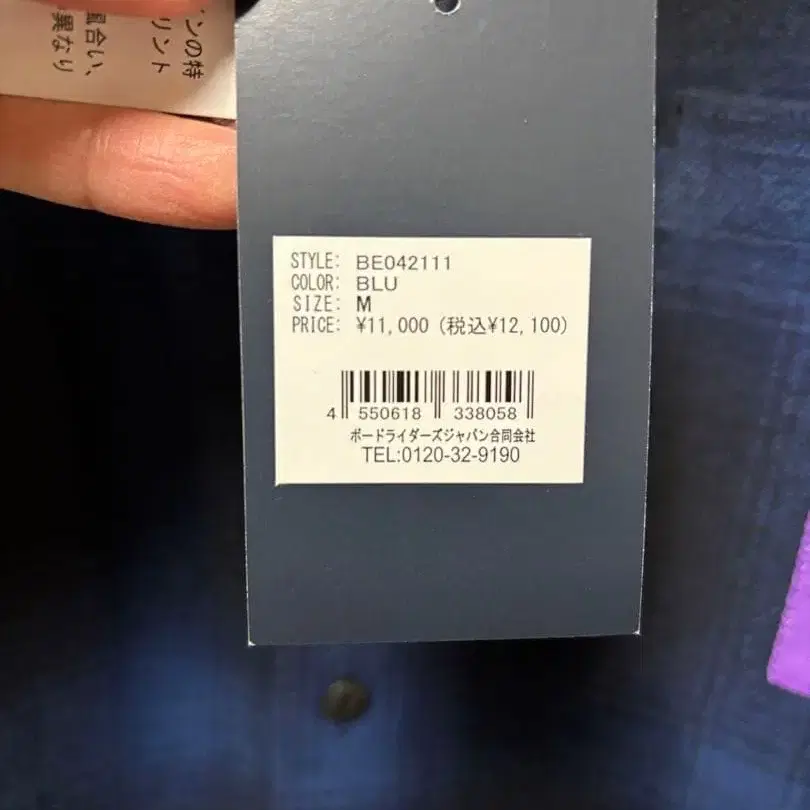 ンの特
リント
風合い、
異なり
STYLE: BE042111
COLOR: BLU
SIZE: M
PRICE: ¥11,000 (税込¥12,100)
4 550618 338058
ボードライダーズジャパン合同会社
TEL:0120-32-9190